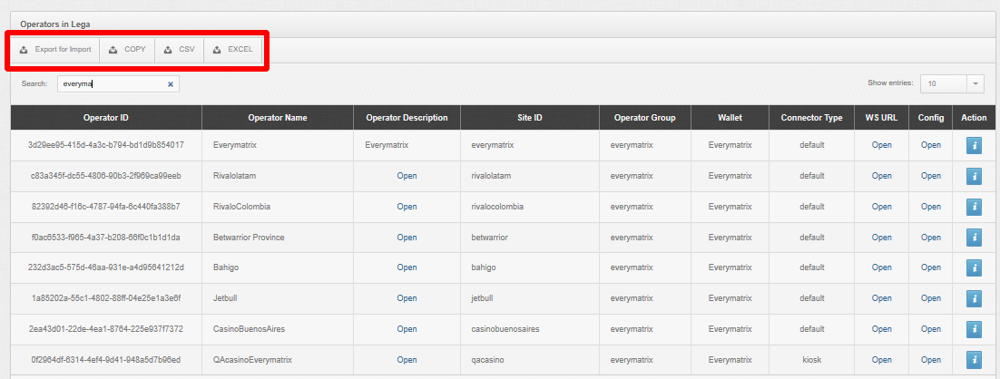 Operators in Lega
Export for Import COPY CSV EXCEL
Search: everyma Show entries: 10
Operator ID Operator Name Operator Description Site ID Operator Group Wallet Connector Type WS URL Config Action
3d29ee95-415d-4a3c-b794-bd1d9b854017 Everymatrix Everymatrix everymatrix everymatrix Everymatrix default Open Open
c83a345f-dc55-4806-90b3-2f969ca99eeb Rivalolatam Open rivalolatam everymatrix Everymatrix default Open Open
82392d46-f16c-4787-94fa-6c440fa388b7 RivaloColombia Open rivalocolombia everymatrix Everymatrix default Open Open
f0ac6533-f965-4a37-b208-66f0c1b1d1da Betwarrior Province Open betwarrior everymatrix Everymatrix default Open Open
232d3ac5-575d-46aa-931e-a4d95641212d Bahigo Open bahigo everymatrix Everymatrix default Open Open
1a85202a-55c1-4802-88ff-04e25e1a3e6f Jetbull Open jetbull everymatrix Everymatrix default Open Open
2ea43d01-22de-4ea1-8764-225e937f7372 CasinoBuenosAires Open casinobuenosaires everymatrix Everymatrix default Open Open
0f2964df-6314-4ef4-9d41-948a5d7b96ed QAcasinoEverymatrix Open qacasino everymatrix Everymatrix kiosk Open Open